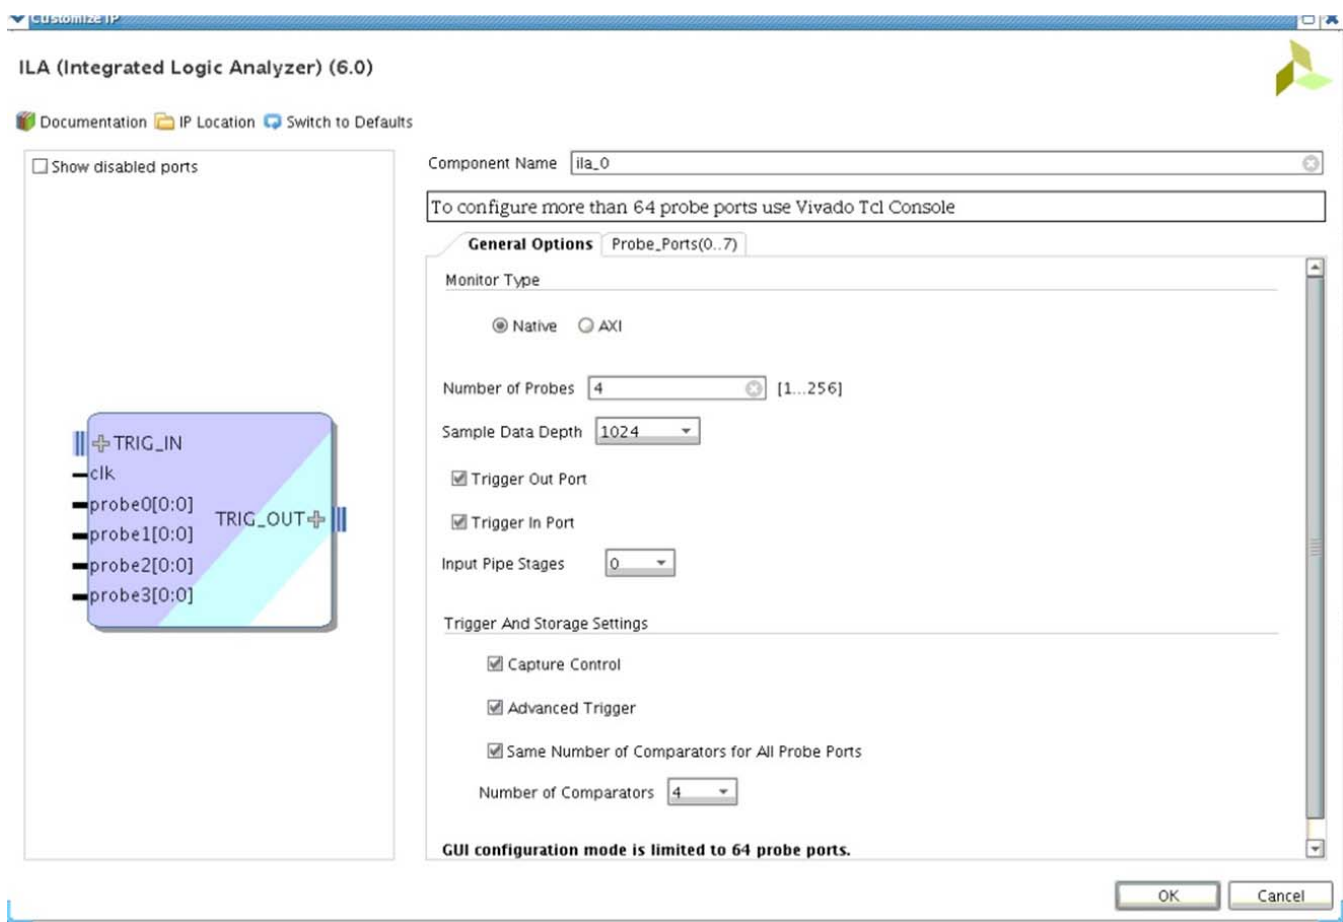 Customize IP
ILA (Integrated Logic Analyzer) (6.0)
Documentation IP Location Switch to Defaults
Show disabled ports
Component Name ila_0
To configure more than 64 probe ports use Vivado Tcl Console
General Options Probe_Ports(0..7)
Monitor Type
Native AXI
Number of Probes 4 [1...256]
Sample Data Depth 1024
Trigger Out Port
Trigger In Port
Input Pipe Stages 0
Trigger And Storage Settings
Capture Control
Advanced Trigger
Same Number of Comparators for All Probe Ports
Number of Comparators 4
GUI configuration mode is limited to 64 probe ports.
TRIG_IN
clk
probe0[0:0]
TRIG_OUT
probe1[0:0]
probe2[0:0]
probe3[0:0]
OK Cancel